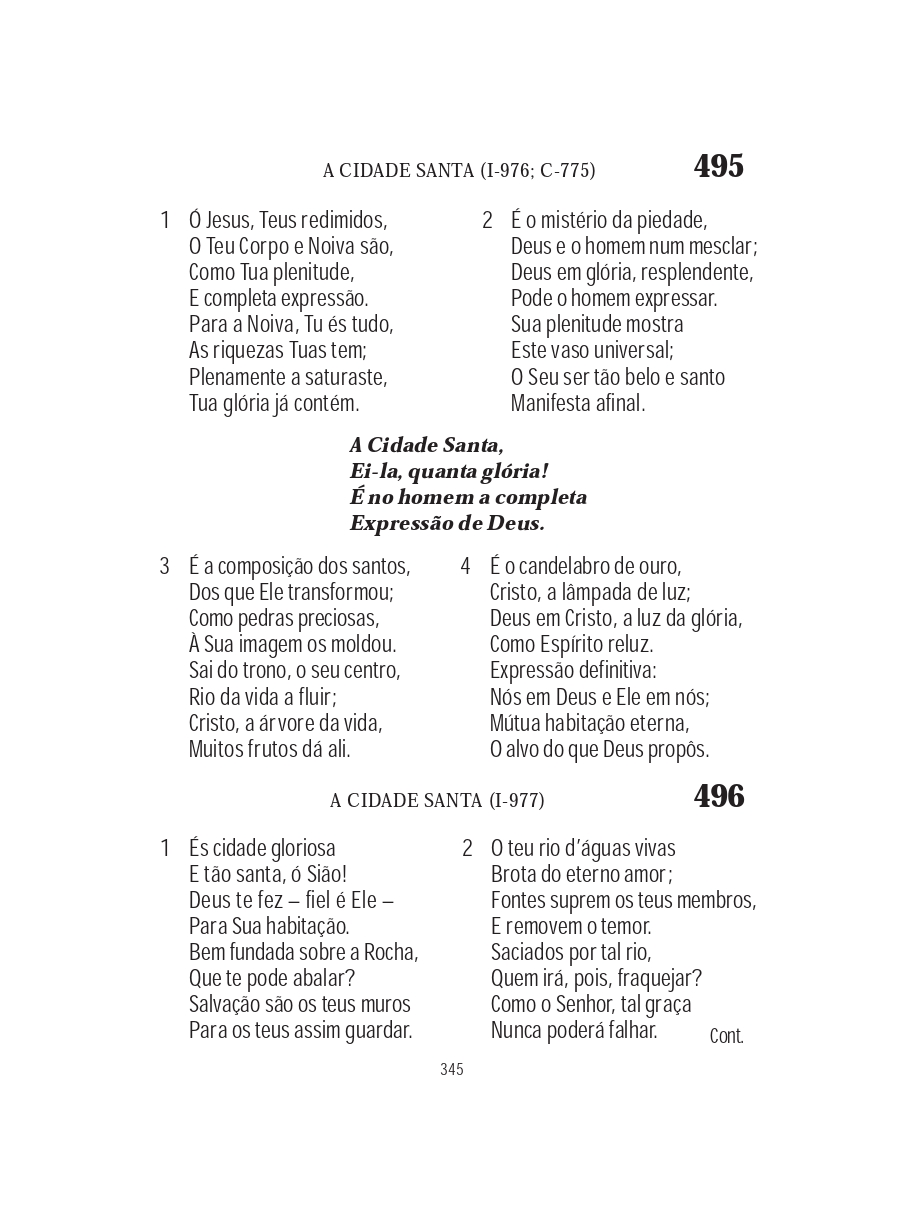 A CIDADE SANTA (I-976; C-775) 495
1 Ó Jesus, Teus redimidos,
O Teu Corpo e Noiva são,
Como Tua plenitude,
E completa expressão.
Para a Noiva, Tu és tudo,
As riquezas Tuas tem;
Plenamente a saturaste,
Tua glória já contém.
2 É o mistério da piedade,
Deus e o homem num mesclar;
Deus em glória, resplendente,
Pode o homem expressar.
Sua plenitude mostra
Este vaso universal;
O Seu ser tão belo e santo
Manifesta afinal.
A Cidade Santa,
Ei-la, quanta glória!
É no homem a completa
Expressão de Deus.
3 É a composição dos santos,
Dos que Ele transformou;
Como pedras preciosas,
À Sua imagem os moldou.
Sai do trono, o seu centro,
Rio da vida a fluir;
Cristo, a árvore da vida,
Muitos frutos dá ali.
4 É o candelabro de ouro,
Cristo, a lâmpada de luz;
Deus em Cristo, a luz da glória,
Como Espírito reluz.
Expressão definitiva:
Nós em Deus e Ele em nós;
Mútua habitação eterna,
O alvo do que Deus propôs.
A CIDADE SANTA (I-977) 496
1 És cidade gloriosa
E tão santa, ó Sião!
Deus te fez – fiel é Ele –
Para Sua habitação.
Bem fundada sobre a Rocha,
Que te pode abalar?
Salvação são os teus muros
Para os teus assim guardar.
2 O teu rio d’águas vivas
Brota do eterno amor;
Fontes suprem os teus membros,
E removem o temor.
Saciados por tal rio,
Quem irá, pois, fraquejar?
Como o Senhor, tal graça
Nunca poderá falhar.
Cont.
345